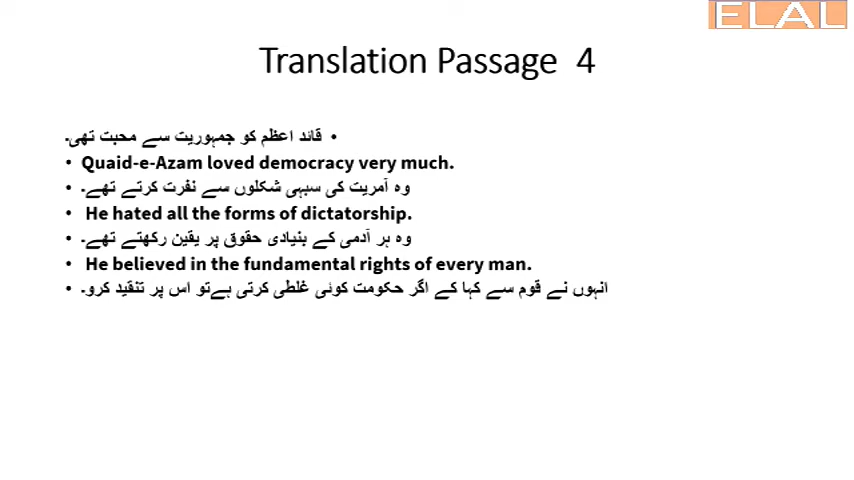 ELAL
Translation Passage 4
• قائد اعظم کو جمہوریت سے محبت تھی۔
• Quaid-e-Azam loved democracy very much.
• وہ آمریت کی سبہی شکلوں سے نفرت کرتے تھے۔
• He hated all the forms of dictatorship.
• وہ ہر آدمی کے بنیادی حقوق پر یقین رکھتے تھے۔
• He believed in the fundamental rights of every man.
• انہوں نے قوم سے کہا کے اگر حکومت کوئی غلطی کرتی ہےتو اس پر تنقید کرو۔